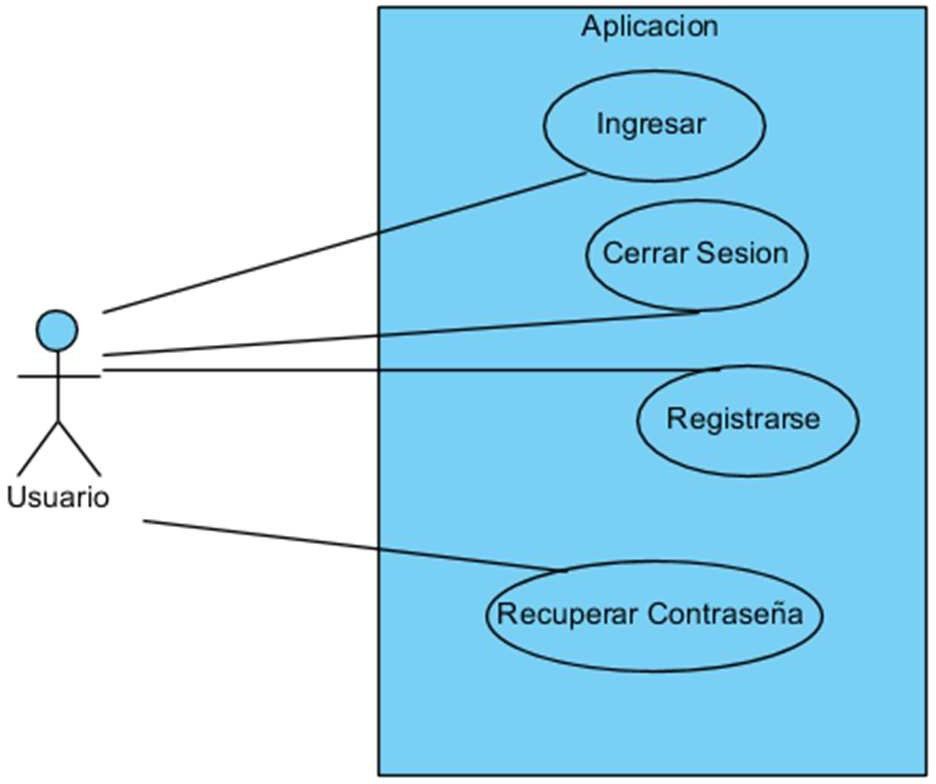 Aplicacion
Ingresar
Cerrar Sesion
Registrarse
Usuario
Recuperar Contraseña